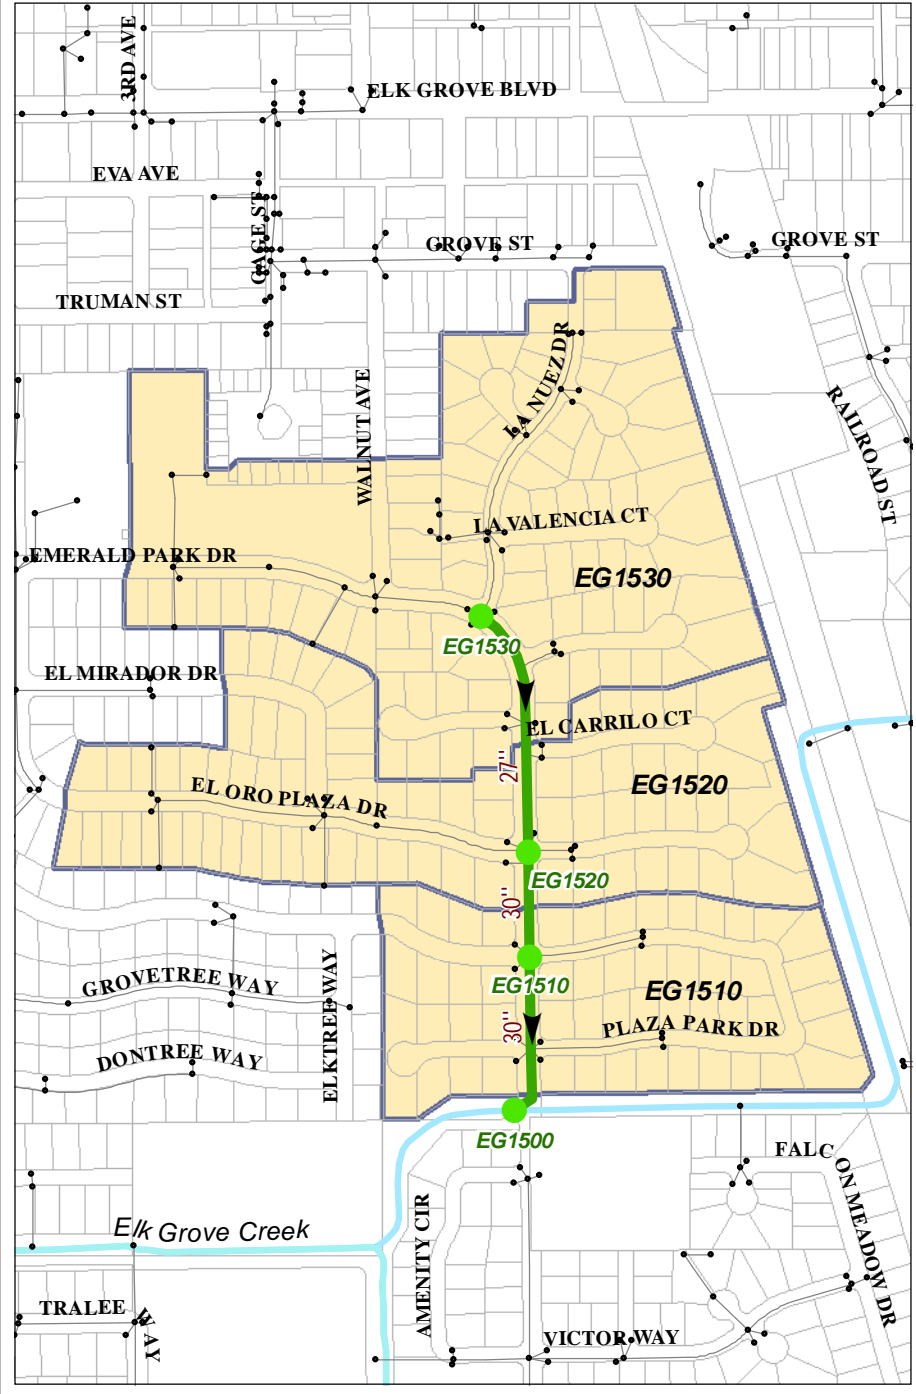 3RD AVE
ELK GROVE BLVD
EVA AVE
GAGE ST
GROVE ST
GROVE ST
TRUMAN ST
LA NUEZ DR
WALNUT AVE
RAILROAD ST
LA VALENCIA CT
EMERALD PARK DR
EG1530
EG1530
EL MIRADOR DR
EL CARRILO CT
27''
EL ORO PLAZA DR
EG1520
EG1520
30''
GROVETREE WAY
ELKTREE WAY
EG1510
EG1510
30''
PLAZA PARK DR
DONTREE WAY
EG1500
FALCON MEADOW DR
AMENITY CIR
Elk Grove Creek
TRALEE WAY
VICTOR WAY